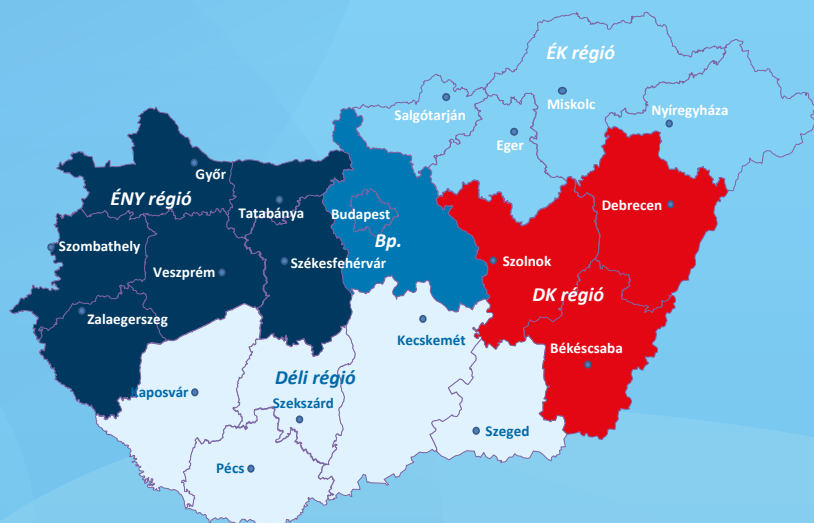 ÉK régió
Miskolc
Salgótarján
Nyíregyháza
Eger
Győr
ÉNY régió
Tatabánya
Budapest
Debrecen
Bp.
Szombathely
Székesfehérvár
Szolnok
Veszprém
DK régió
Zalaegerszeg
Kecskemét
Békéscsaba
Déli régió
Kaposvár
Szekszárd
Szeged
Pécs